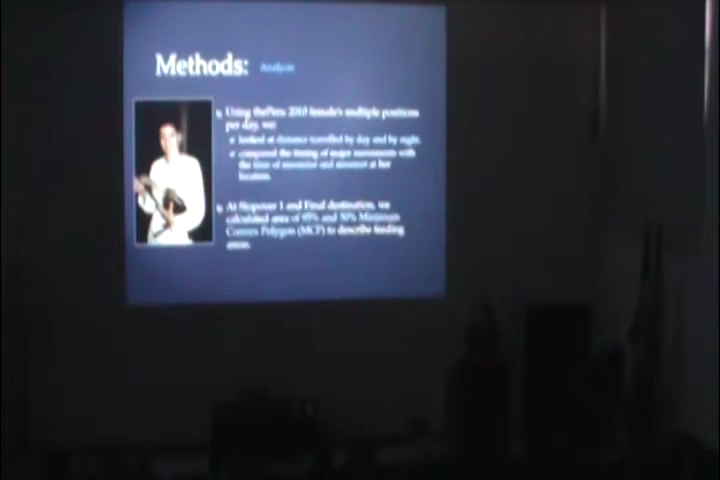 Methods: Analysis
Using thePeru 2010 female's multiple positions
per day, we
looked at distance travelled by day and by night.
compared the timing of major movements with
the time of moonrise and moonset at her
location.
At Stopover 1 and Final destination, we
calculated area of 95% and 50% Minimum
Convex Polygon (MCP) to describe feeding
areas.